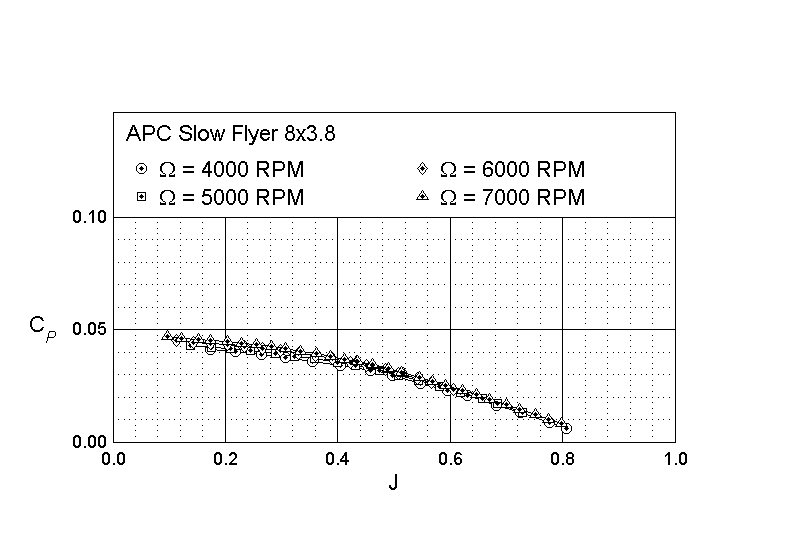 APC Slow Flyer 8x3.8
Ω = 4000 RPM
Ω = 6000 RPM
Ω = 5000 RPM
Ω = 7000 RPM
0.10
0.05
C_P
0.00
0.0 0.2 0.4 0.6 0.8 1.0
J